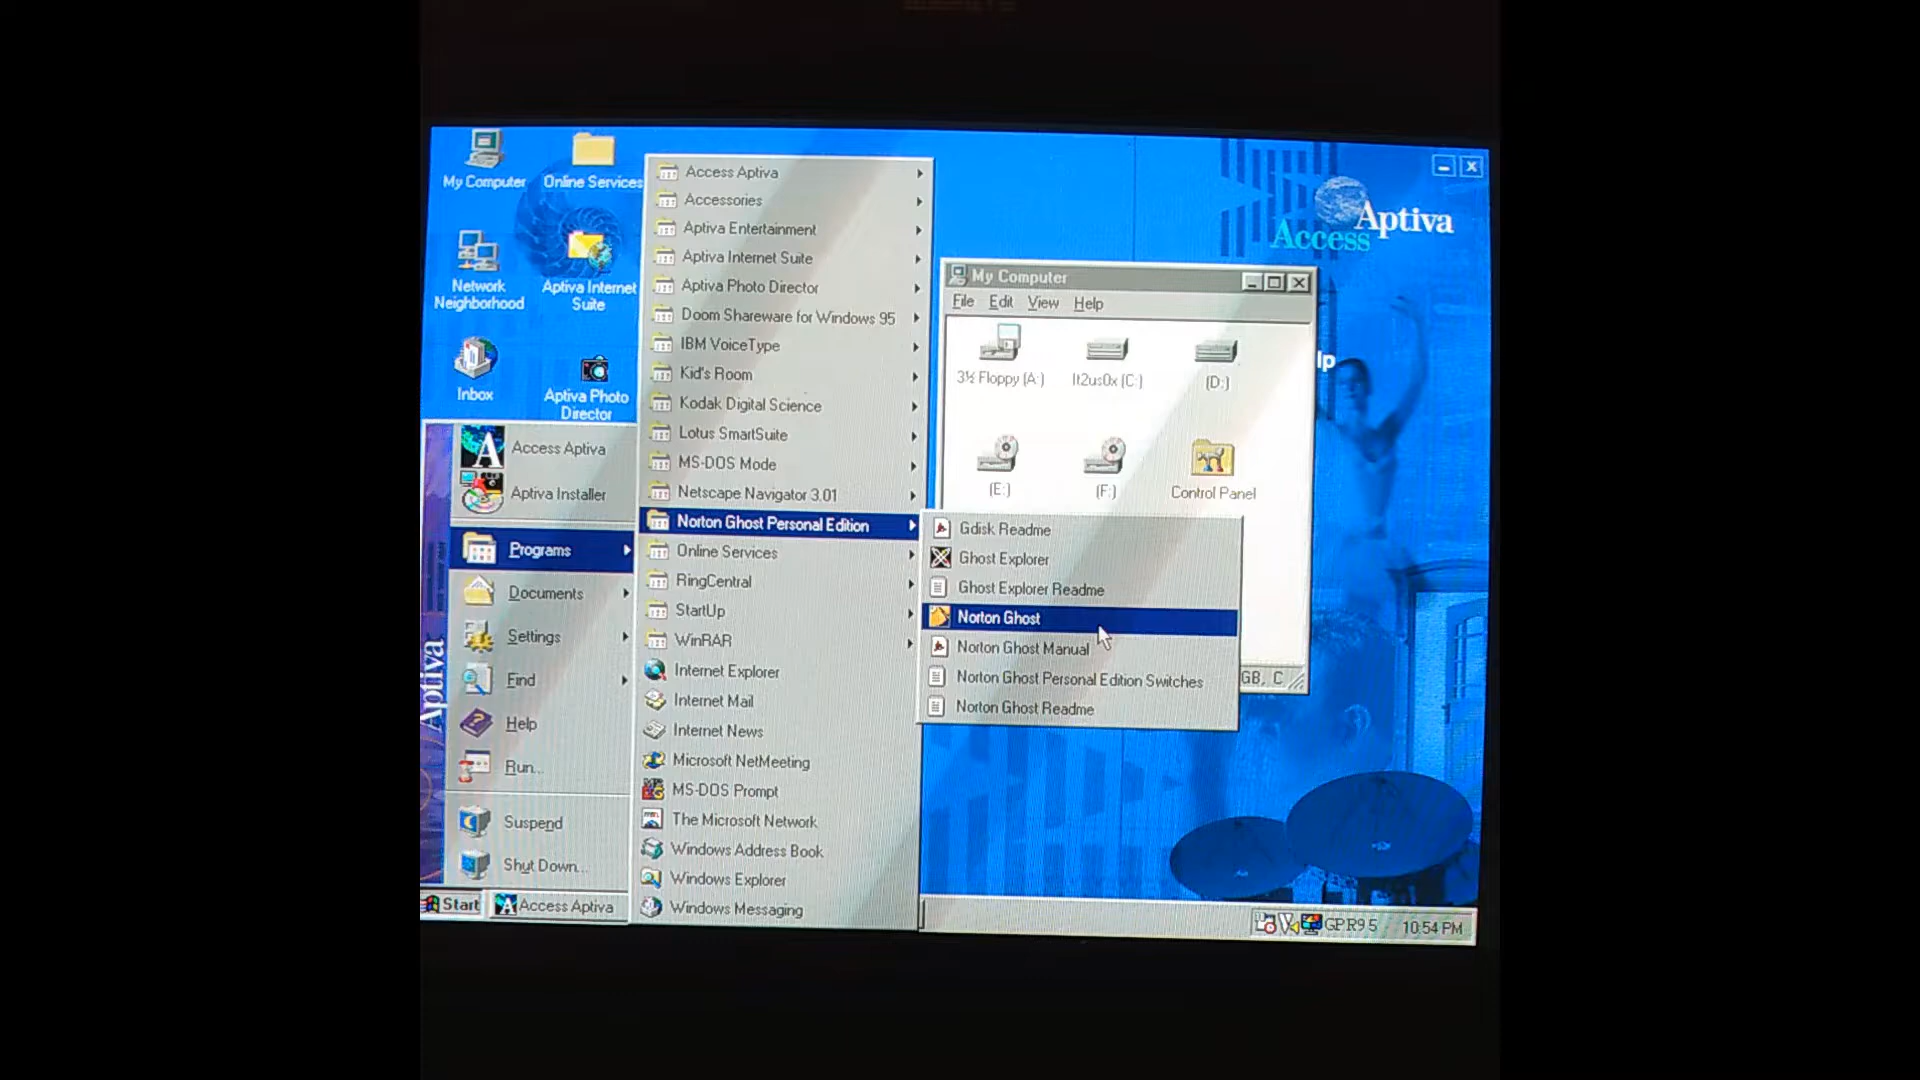 My Computer
Online Services
Network
Neighborhood
Aptiva Internet
Suite
Inbox
Aptiva Photo
Director
Access Aptiva
Aptiva Installer
Programs
Documents
Settings
Find
Help
Run...
Suspend
Shut Down...
Aptiva
Start
Access Aptiva
Access Aptiva
Accessories
Aptiva Entertainment
Aptiva Internet Suite
Aptiva Photo Director
Doom Shareware for Windows 95
IBM VoiceType
Kid's Room
Kodak Digital Science
Lotus SmartSuite
MS-DOS Mode
Netscape Navigator 3.01
Norton Ghost Personal Edition
Online Services
RingCentral
StartUp
WinRAR
Internet Explorer
Internet Mail
Internet News
Microsoft NetMeeting
MS-DOS Prompt
The Microsoft Network
Windows Address Book
Windows Explorer
Windows Messaging
Gdisk Readme
Ghost Explorer
Ghost Explorer Readme
Norton Ghost
Norton Ghost Manual
Norton Ghost Personal Edition Switches
Norton Ghost Readme
My Computer
File Edit View Help
3½ Floppy (A:)
It2us0x (C:)
(D:)
(E:)
(F:)
Control Panel
GB, C
Access Aptiva
lp
GPR95
10:54 PM